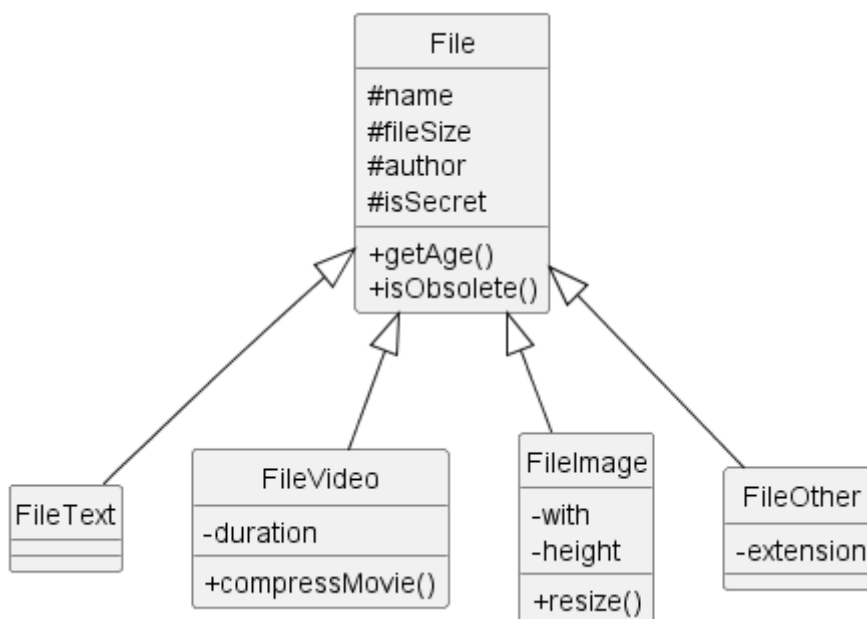 File
#name
#fileSize
#author
#isSecret
+getAge()
+isObsolete()
FileText
FileVideo
-duration
+compressMovie()
FileImage
-with
-height
+resize()
FileOther
-extension